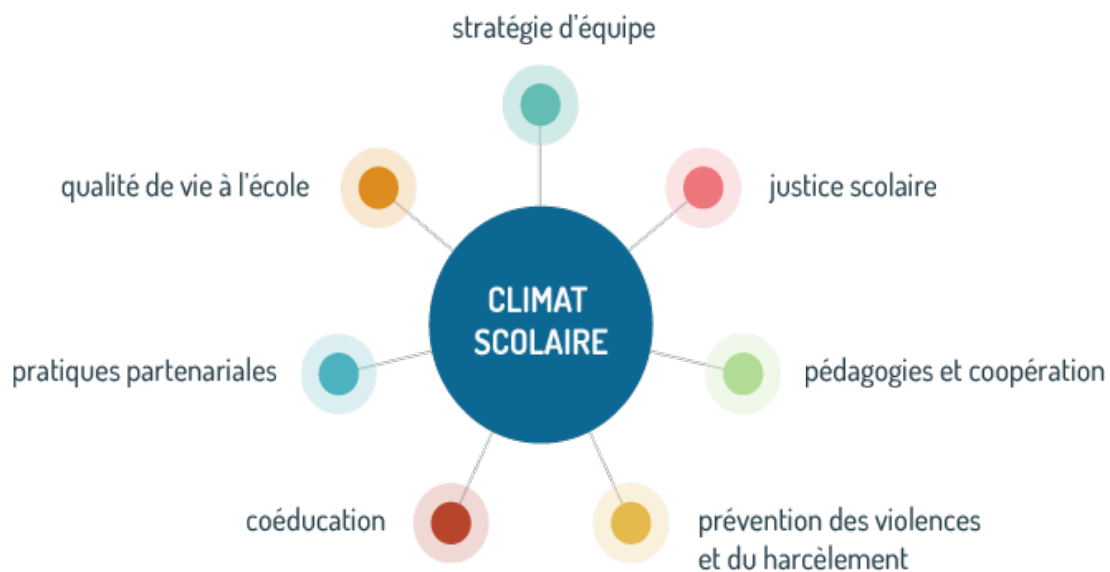 stratégie d'équipe
qualité de vie à l'école
justice scolaire
CLIMAT
SCOLAIRE
pratiques partenariales
pédagogies et coopération
coéducation
prévention des violences
et du harcèlement